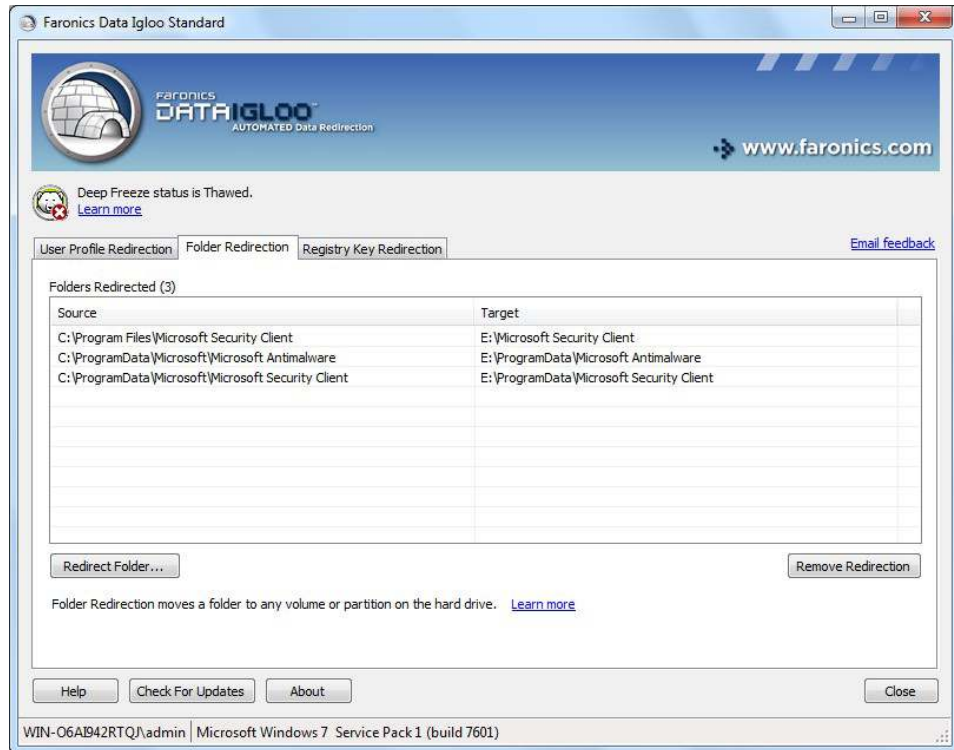 Faronics Data Igloo Standard
Faronics
DATAIGLOO™
AUTOMATED Data Redirection
www.faronics.com
Deep Freeze status is Thawed.
Learn more
User Profile Redirection Folder Redirection Registry Key Redirection Email feedback
Folders Redirected (3)
Source Target
C:\Program Files\Microsoft Security Client E:\Microsoft Security Client
C:\ProgramData\Microsoft\Microsoft Antimalware E:\ProgramData\Microsoft Antimalware
C:\ProgramData\Microsoft\Microsoft Security Client E:\ProgramData\Microsoft Security Client
Redirect Folder... Remove Redirection
Folder Redirection moves a folder to any volume or partition on the hard drive. Learn more
Help Check For Updates About Close
WIN-O6AI942RTQJ\admin Microsoft Windows 7 Service Pack 1 (build 7601)